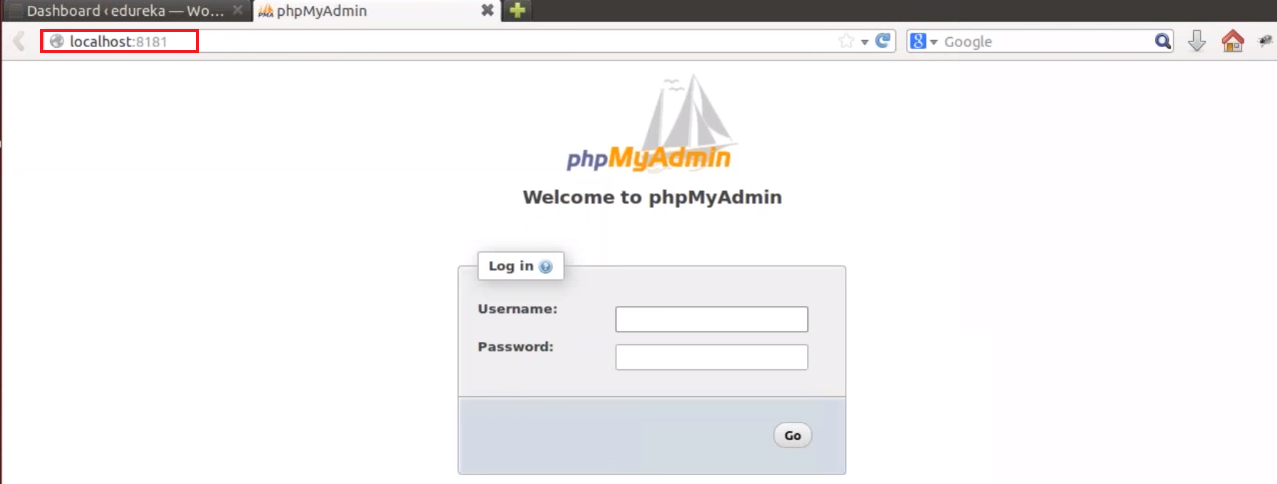 Dashboard ‹ edureka — Wo...
phpMyAdmin
localhost:8181
Google
phpMyAdmin
Welcome to phpMyAdmin
Log in
Username:
Password:
Go